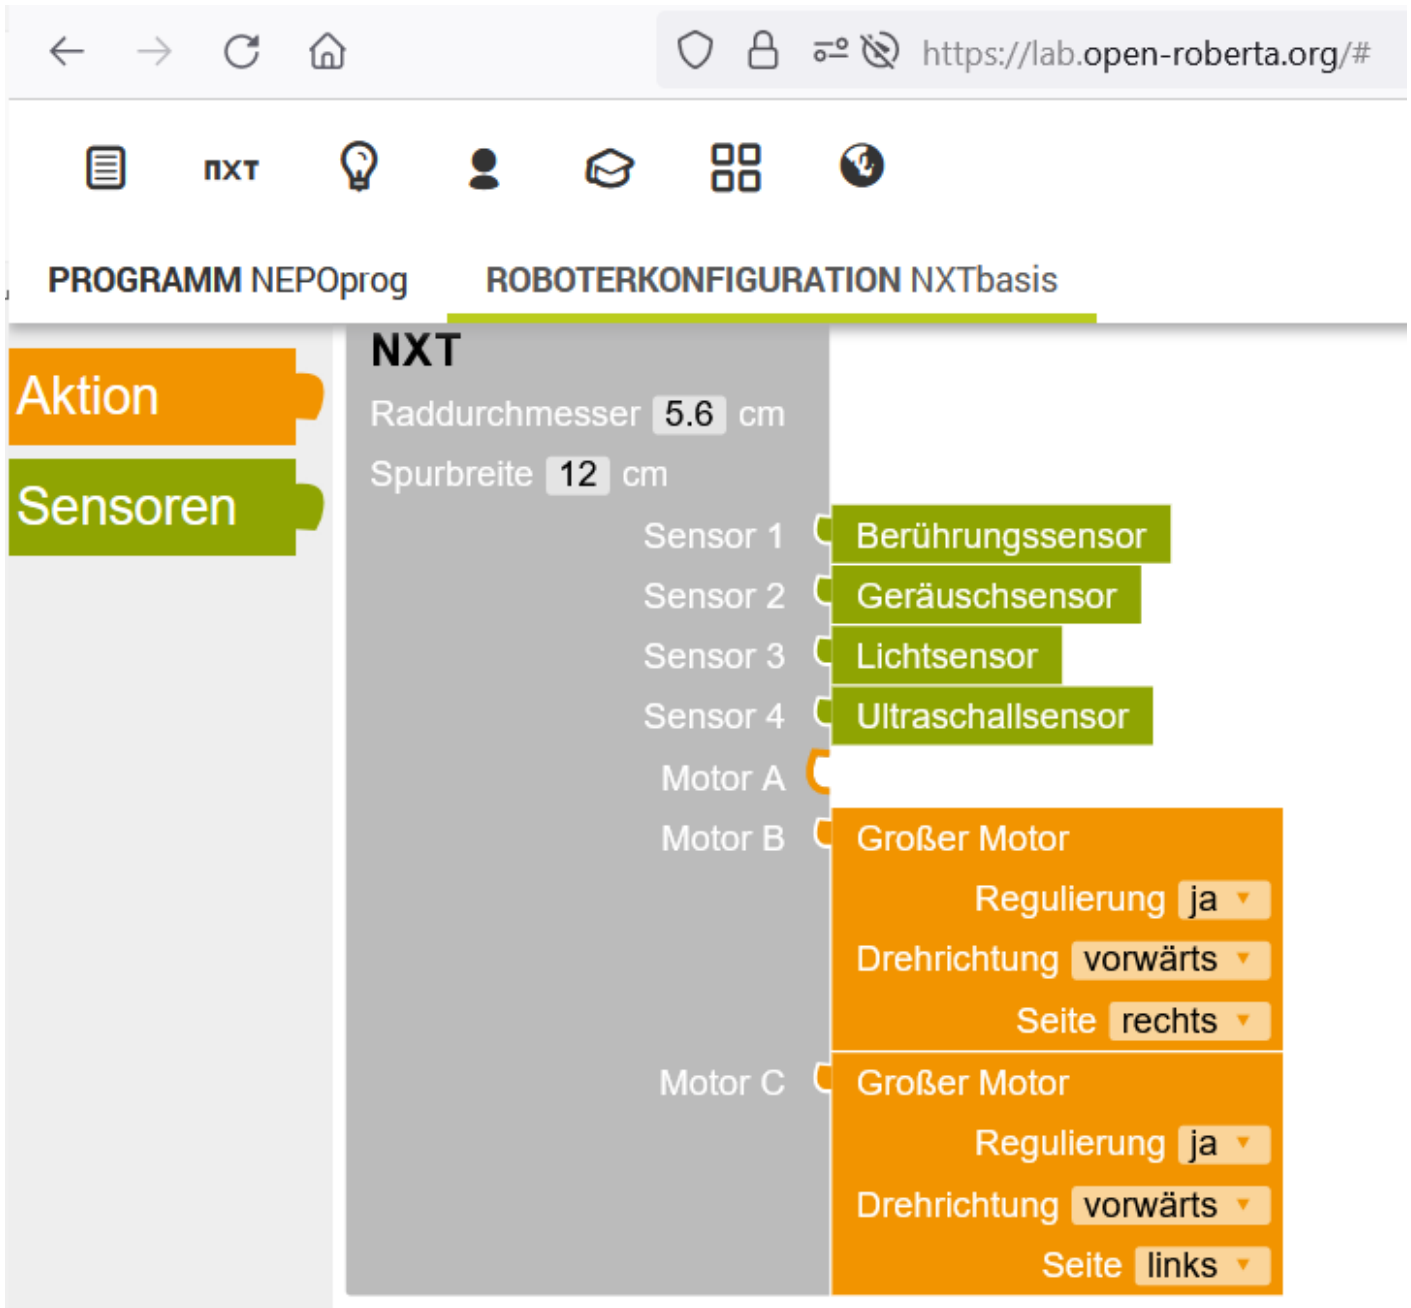 https://lab.open-roberta.org/#
nxt
PROGRAMM NEPOprog ROBOTERKONFIGURATION NXTbasis
Aktion
Sensoren
NXT
Raddurchmesser 5.6 cm
Spurbreite 12 cm
Sensor 1 Berührungssensor
Sensor 2 Geräuschsensor
Sensor 3 Lichtsensor
Sensor 4 Ultraschallsensor
Motor A
Motor B Großer Motor
Regulierung ja
Drehrichtung vorwärts
Seite rechts
Motor C Großer Motor
Regulierung ja
Drehrichtung vorwärts
Seite links